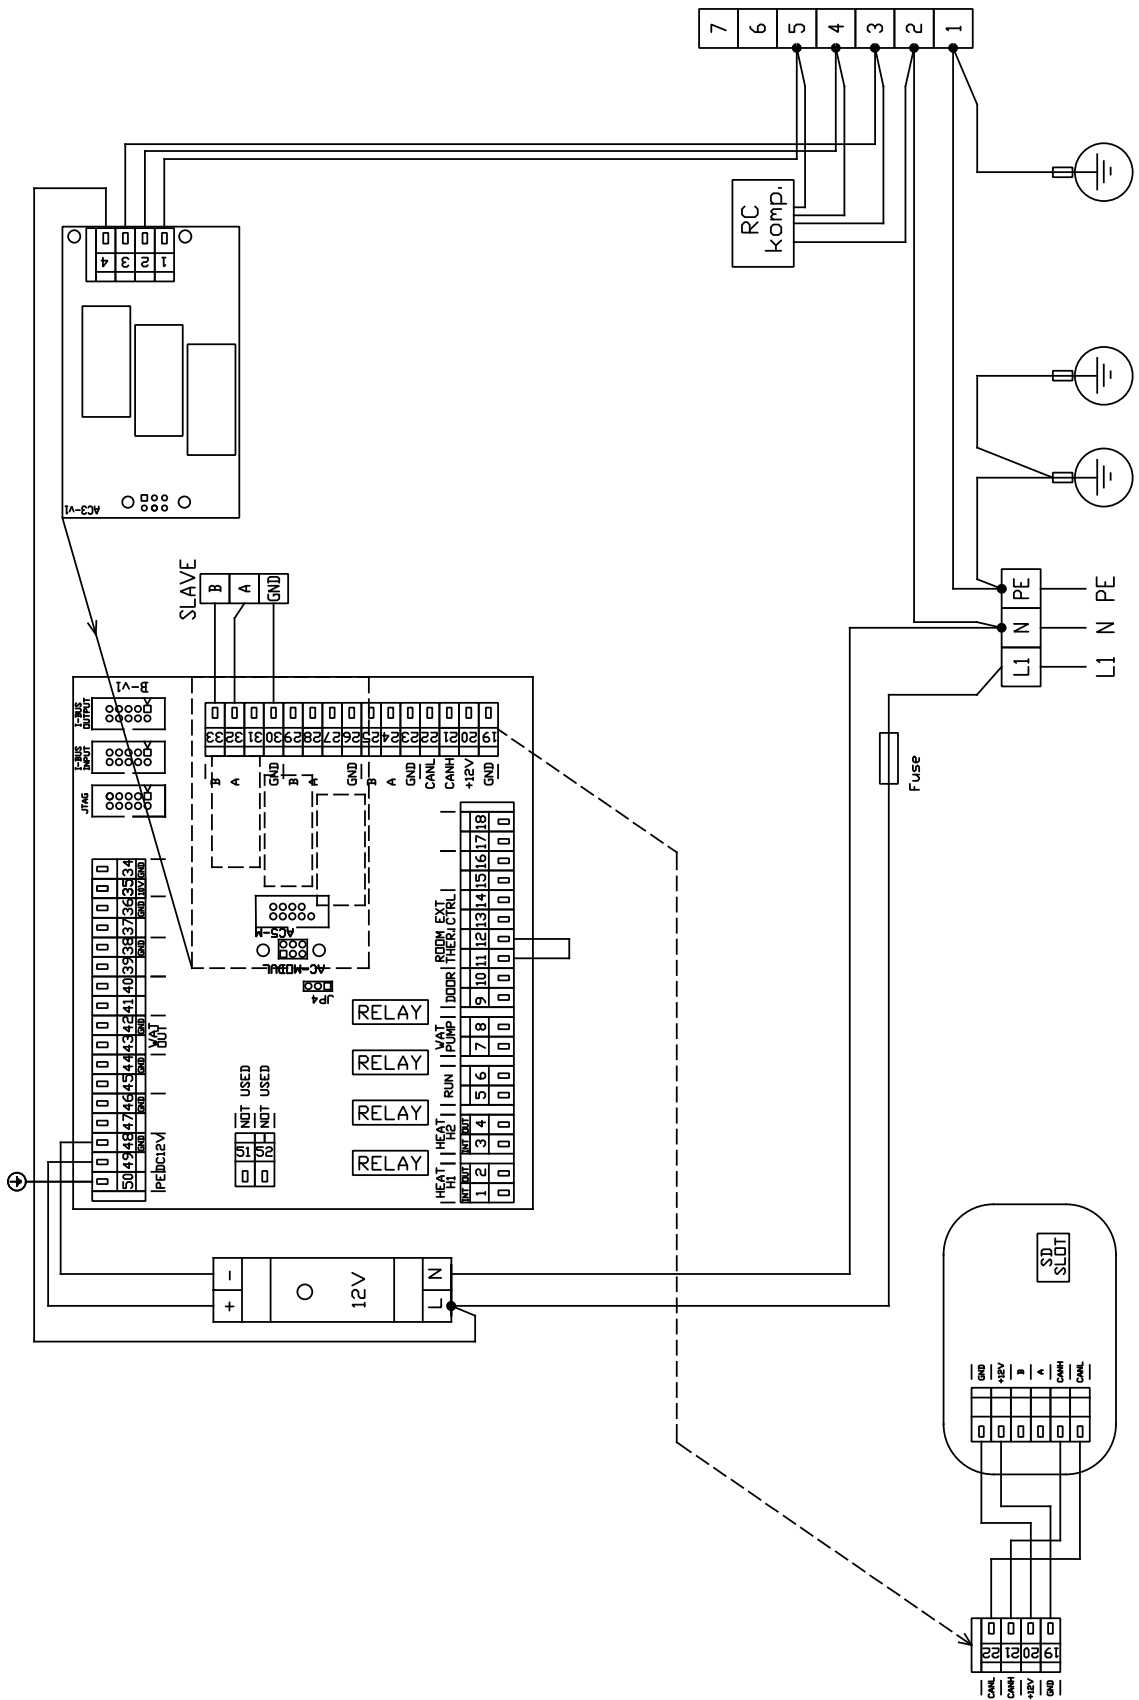 7 6 5 4 3 2 1
RC
komp.
4 3 2 1
AC3-v1
SLAVE
B A GND
B-v1
I-BUS
OUTPUT
I-BUS
INPUT
JTAG
33 32 31 30 29 28 27 26 25 24 23 22 21 20 19
B A GND B A GND B A GND CANL CANH +12V GND
34 35 36 37 38 39 40 41 42 43 44 45 46 47 48 49 50
GND 10V GND GND GND GND GND GND
WAT
OUT
DC12V
PE
AC5-M
AC-MODUL
JP4
RELAY
RELAY
RELAY
RELAY
NOT USED
NOT USED
51
52
18 17 16 15 14 13 12 11 10 9 8 7 6 5 4 3 2 1
EXT
CTRL
ROOM
THER.
DOOR
WAT
PUMP
RUN
HEAT
H2
HEAT
H1
OUT
INT
OUT
INT
- +
12V
N
L
Fuse
PE
N
L1
PE
N
L1
SD
SLOT
GND
+12V
B
A
CANH
CANL
22 21 20 19
CANL
CANH
+12V
GND